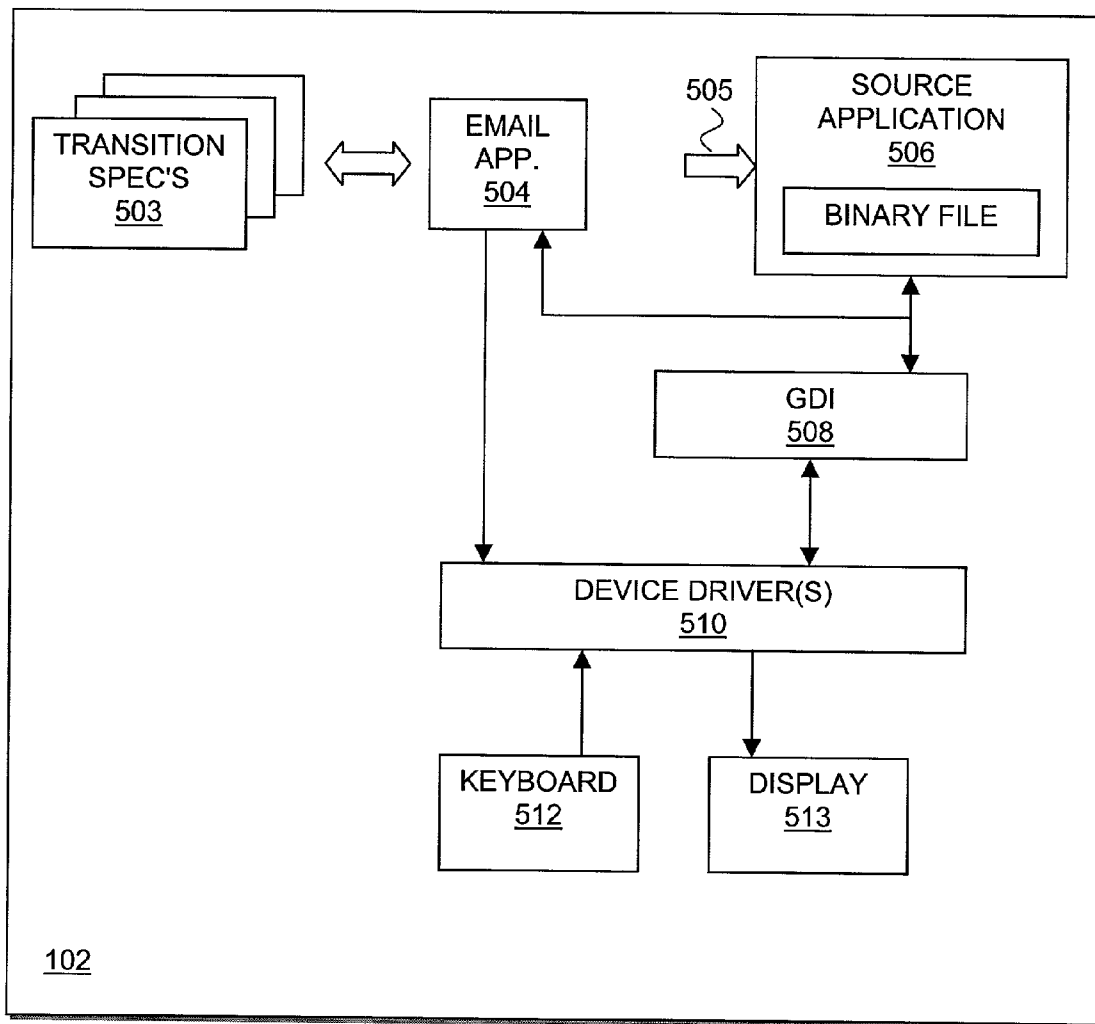 TRANSITION
SPEC'S
503
EMAIL
APP.
504
505
SOURCE
APPLICATION
506
BINARY FILE
GDI
508
DEVICE DRIVER(S)
510
KEYBOARD
512
DISPLAY
513
102